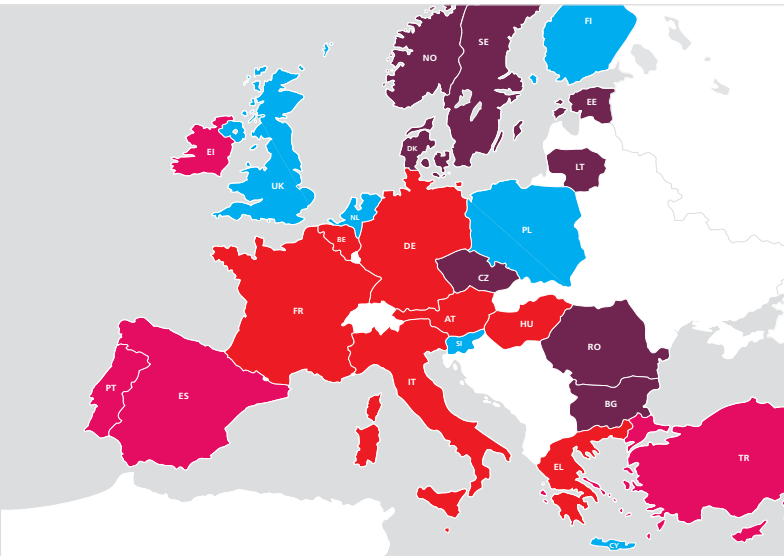 FI
SE
NO
EE
DK
EI
LT
UK
NL
PL
BE
DE
CZ
FR
AT
HU
SI
RO
IT
PT
ES
BG
TR
EL
CY